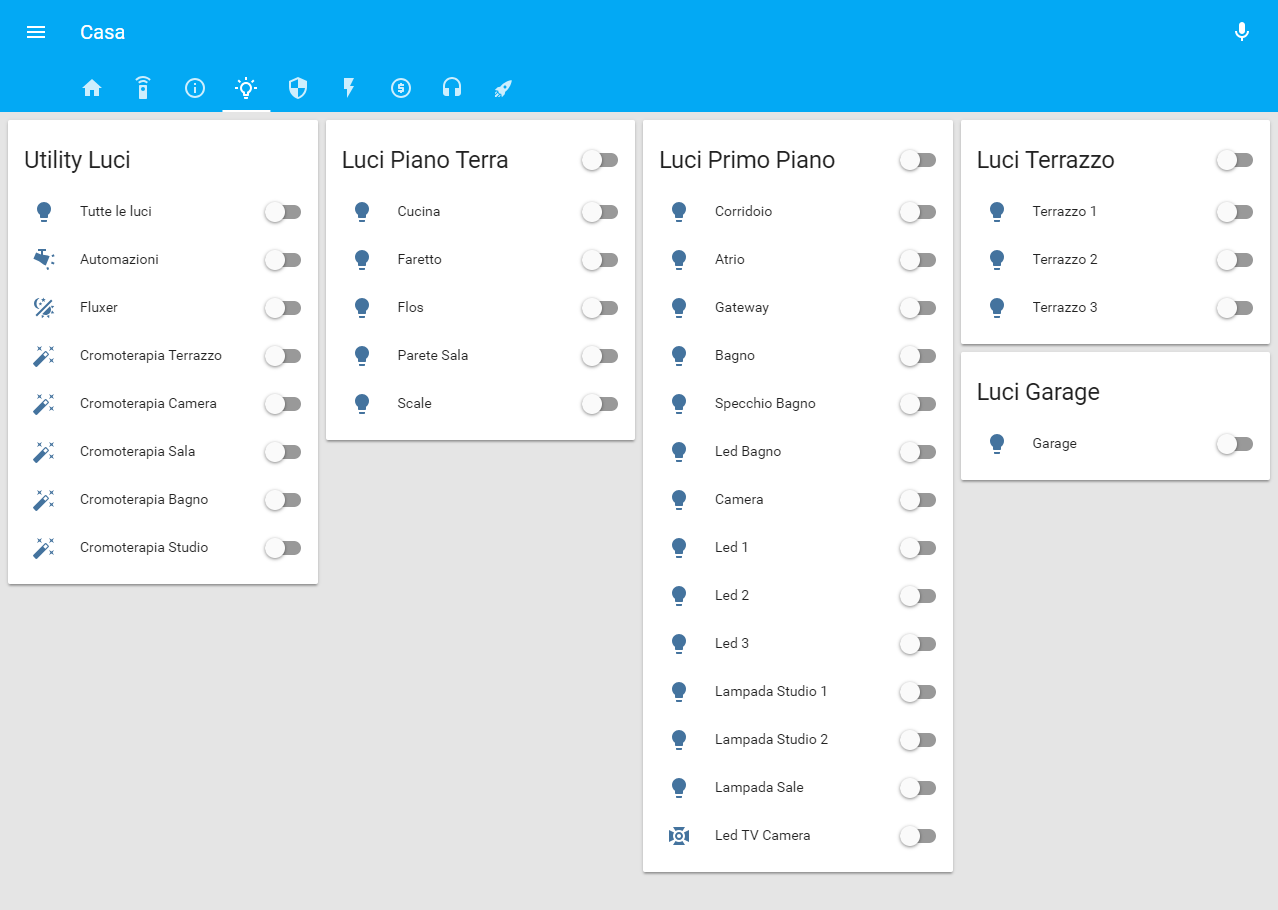 Casa
Utility Luci
Tutte le luci
Automazioni
Fluxer
Cromoterapia Terrazzo
Cromoterapia Camera
Cromoterapia Sala
Cromoterapia Bagno
Cromoterapia Studio
Luci Piano Terra
Cucina
Faretto
Flos
Parete Sala
Scale
Luci Primo Piano
Corridoio
Atrio
Gateway
Bagno
Specchio Bagno
Led Bagno
Camera
Led 1
Led 2
Led 3
Lampada Studio 1
Lampada Studio 2
Lampada Sale
Led TV Camera
Luci Terrazzo
Terrazzo 1
Terrazzo 2
Terrazzo 3
Luci Garage
Garage